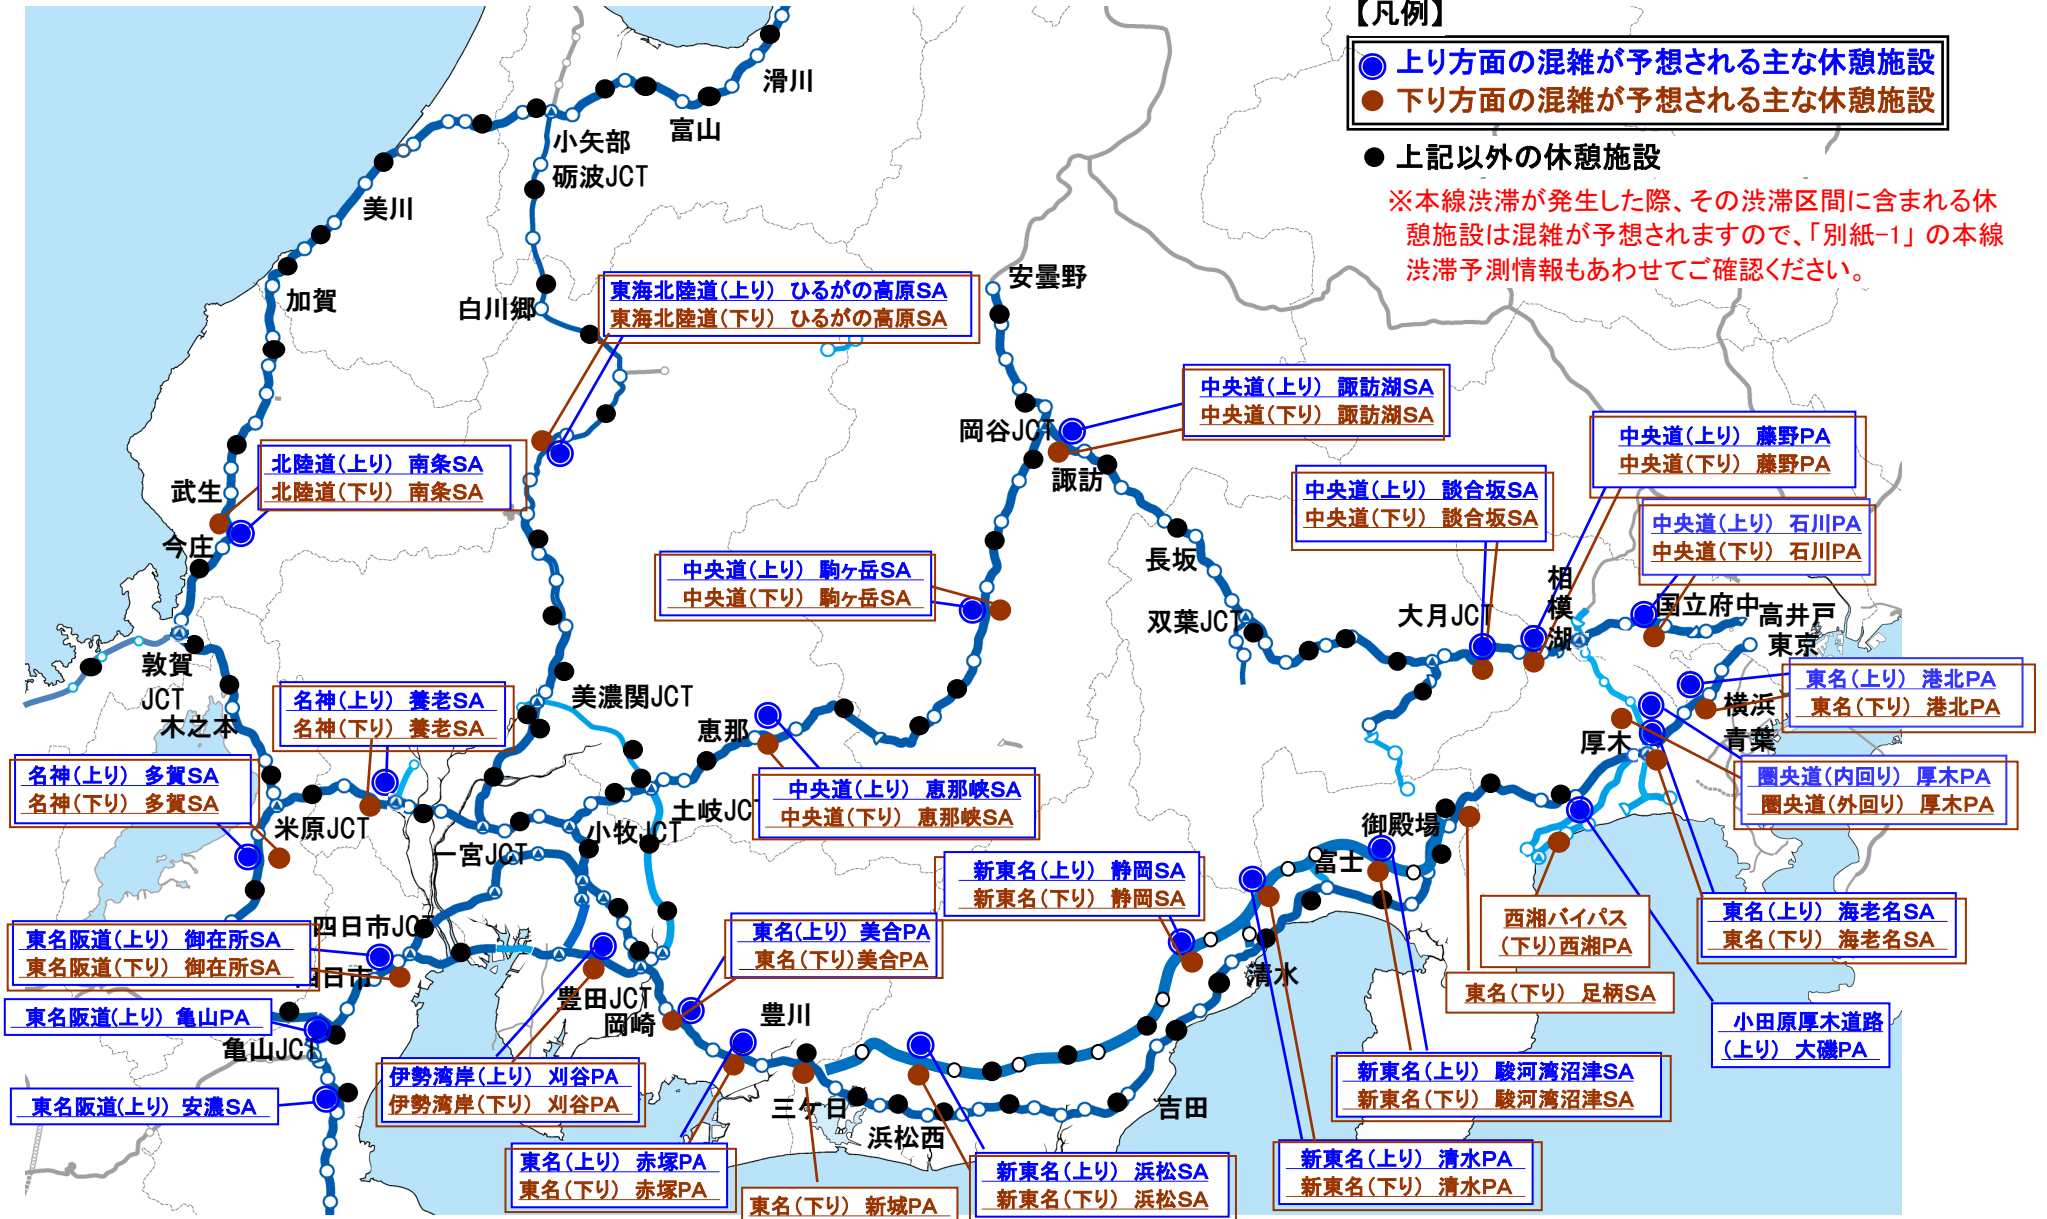 【凡例】
上り方面の混雑が予想される主な休憩施設
下り方面の混雑が予想される主な休憩施設
上記以外の休憩施設
※本線渋滞が発生した際、その渋滞区間に含まれる休
憩施設は混雑が予想されますので、「別紙-1」の本線
渋滞予測情報もあわせてご確認ください。
滑川
富山
小矢部
砺波JCT
美川
加賀
白川郷
安曇野
東海北陸道(上り) ひるがの高原SA
東海北陸道(下り) ひるがの高原SA
中央道(上り) 諏訪湖SA
中央道(下り) 諏訪湖SA
岡谷JCT
諏訪
中央道(上り) 藤野PA
中央道(下り) 藤野PA
北陸道(上り) 南条SA
北陸道(下り) 南条SA
武生
今庄
中央道(上り) 談合坂SA
中央道(下り) 談合坂SA
中央道(上り) 石川PA
中央道(下り) 石川PA
中央道(上り) 駒ヶ岳SA
中央道(下り) 駒ヶ岳SA
長坂
双葉JCT
大月JCT
相
模
湖
国立府中
高井戸
東京
敦賀
JCT
木之本
美濃関JCT
名神(上り) 養老SA
名神(下り) 養老SA
恵那
東名(上り) 港北PA
東名(下り) 港北PA
横浜
青葉
厚木
名神(上り) 多賀SA
名神(下り) 多賀SA
中央道(上り) 恵那峡SA
中央道(下り) 恵那峡SA
圏央道(内回り) 厚木PA
圏央道(外回り) 厚木PA
米原JCT
土岐JCT
小牧JCT
一宮JCT
御殿場
富士
新東名(上り) 静岡SA
新東名(下り) 静岡SA
西湘バイパス
(下り)西湘PA
東名(上り) 海老名SA
東名(下り) 海老名SA
四日市JCT
東名阪道(上り) 御在所SA
東名阪道(下り) 御在所SA
四日市
東名(上り) 美合PA
東名(下り)美合PA
清水
東名(下り) 足柄SA
豊田JCT
岡崎
豊川
東名阪道(上り) 亀山PA
亀山JCT
小田原厚木道路
(上り) 大磯PA
伊勢湾岸(上り) 刈谷PA
伊勢湾岸(下り) 刈谷PA
新東名(上り) 駿河湾沼津SA
新東名(下り) 駿河湾沼津SA
東名阪道(上り) 安濃SA
三ケ日
浜松西
吉田
東名(上り) 赤塚PA
東名(下り) 赤塚PA
新東名(上り) 浜松SA
新東名(下り) 浜松SA
新東名(上り) 清水PA
新東名(下り) 清水PA
東名(下り) 新城PA